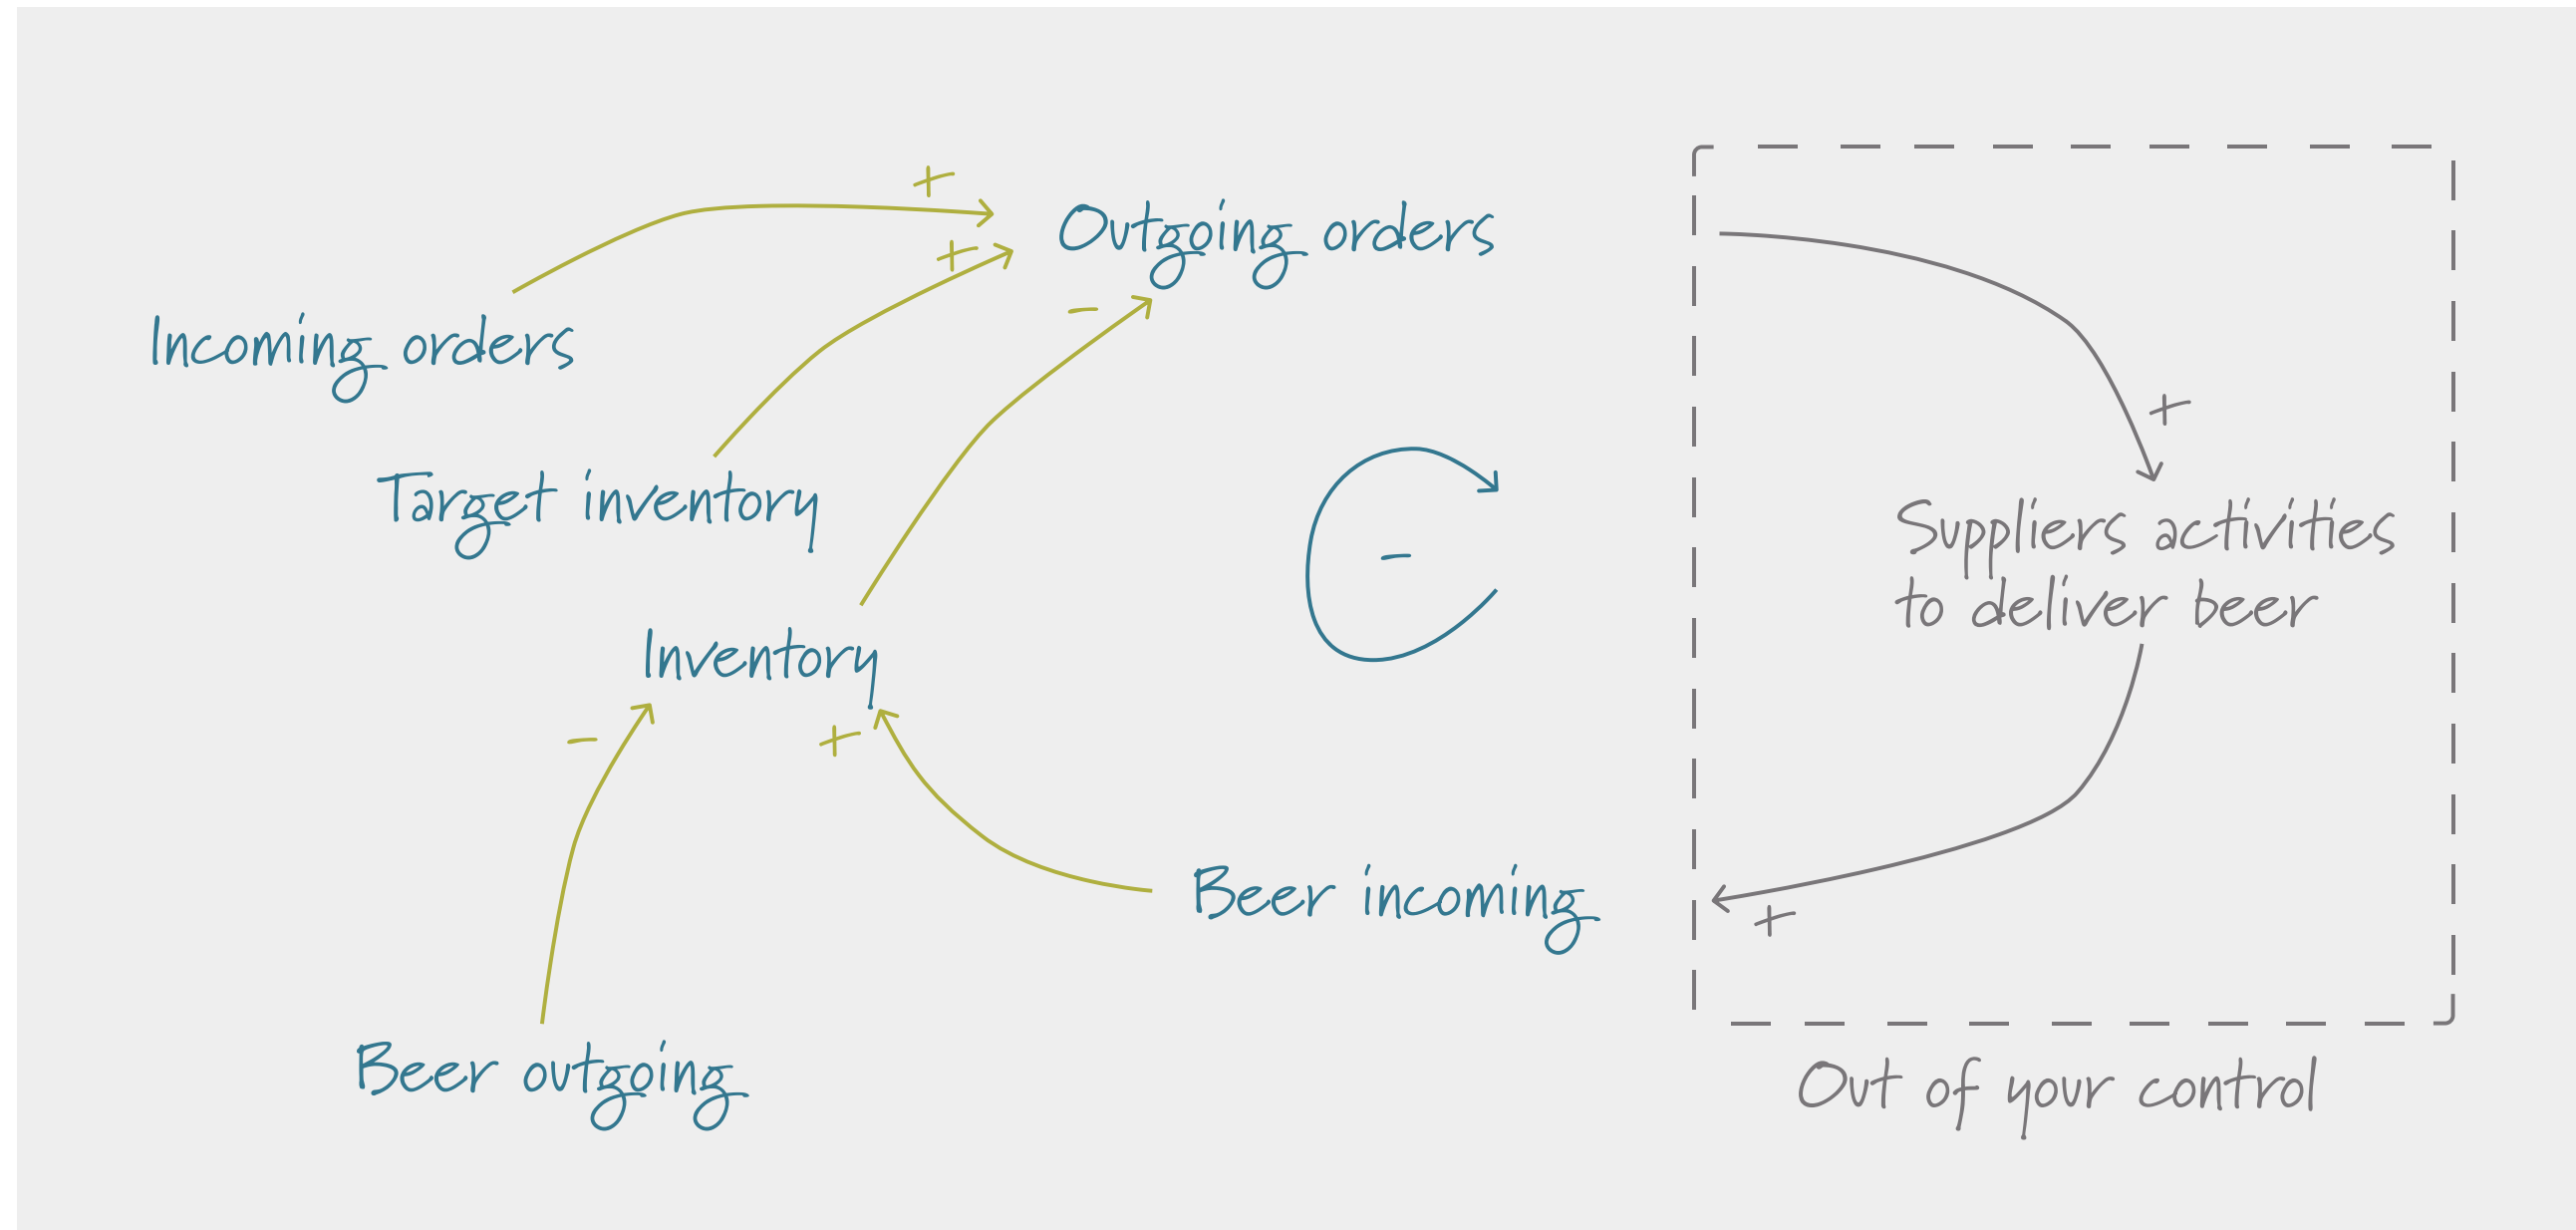 +
Outgoing orders
+
-
Incoming orders
+
Target inventory
Suppliers activities
to deliver beer
-
Inventory
-
+
Beer incoming
+
Beer outgoing
Out of your control